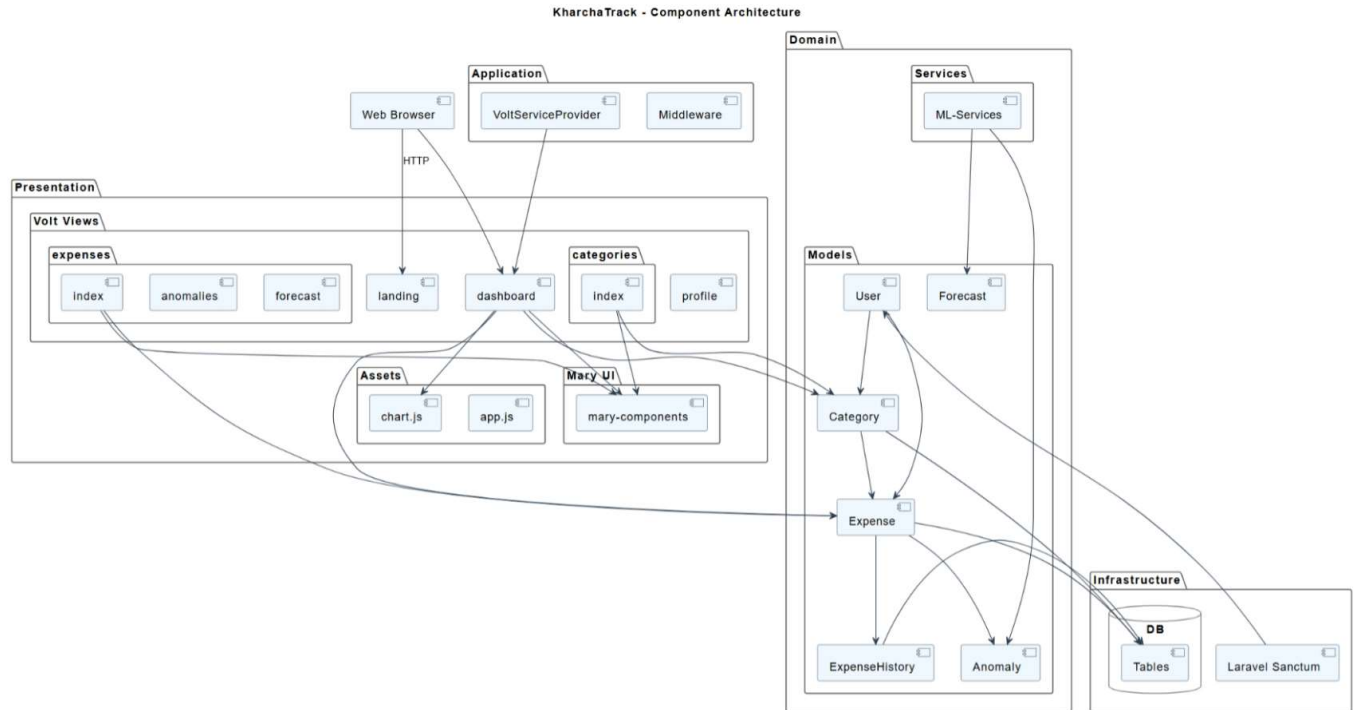 KharchaTrack - Component Architecture
Domain
Application
Services
Web Browser
VoltServiceProvider
Middleware
ML-Services
HTTP
Presentation
Volt Views
expenses
categories
Models
index
anomalies
forecast
landing
dashboard
index
profile
User
Forecast
Assets
Mary UI
chart.js
app.js
mary-components
Category
Expense
Infrastructure
DB
ExpenseHistory
Anomaly
Tables
Laravel Sanctum